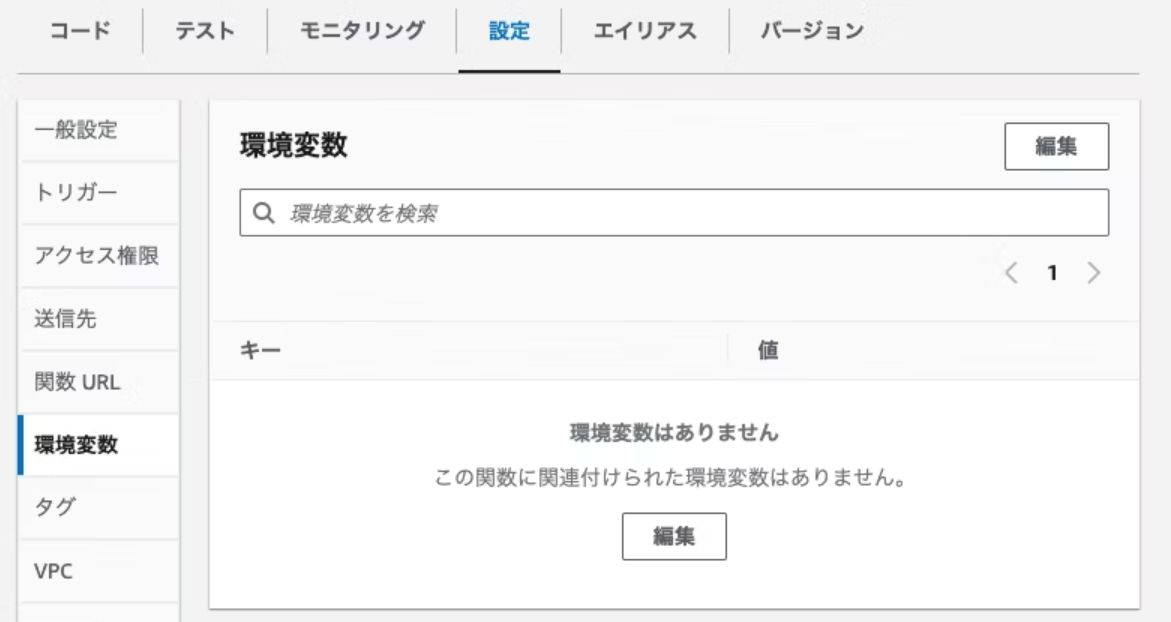 コード テスト モニタリング 設定 エイリアス バージョン
一般設定
トリガー
アクセス権限
送信先
関数 URL
環境変数
タグ
VPC
環境変数 編集
環境変数を検索
1
キー 値
環境変数はありません
この関数に関連付けられた環境変数はありません。
編集